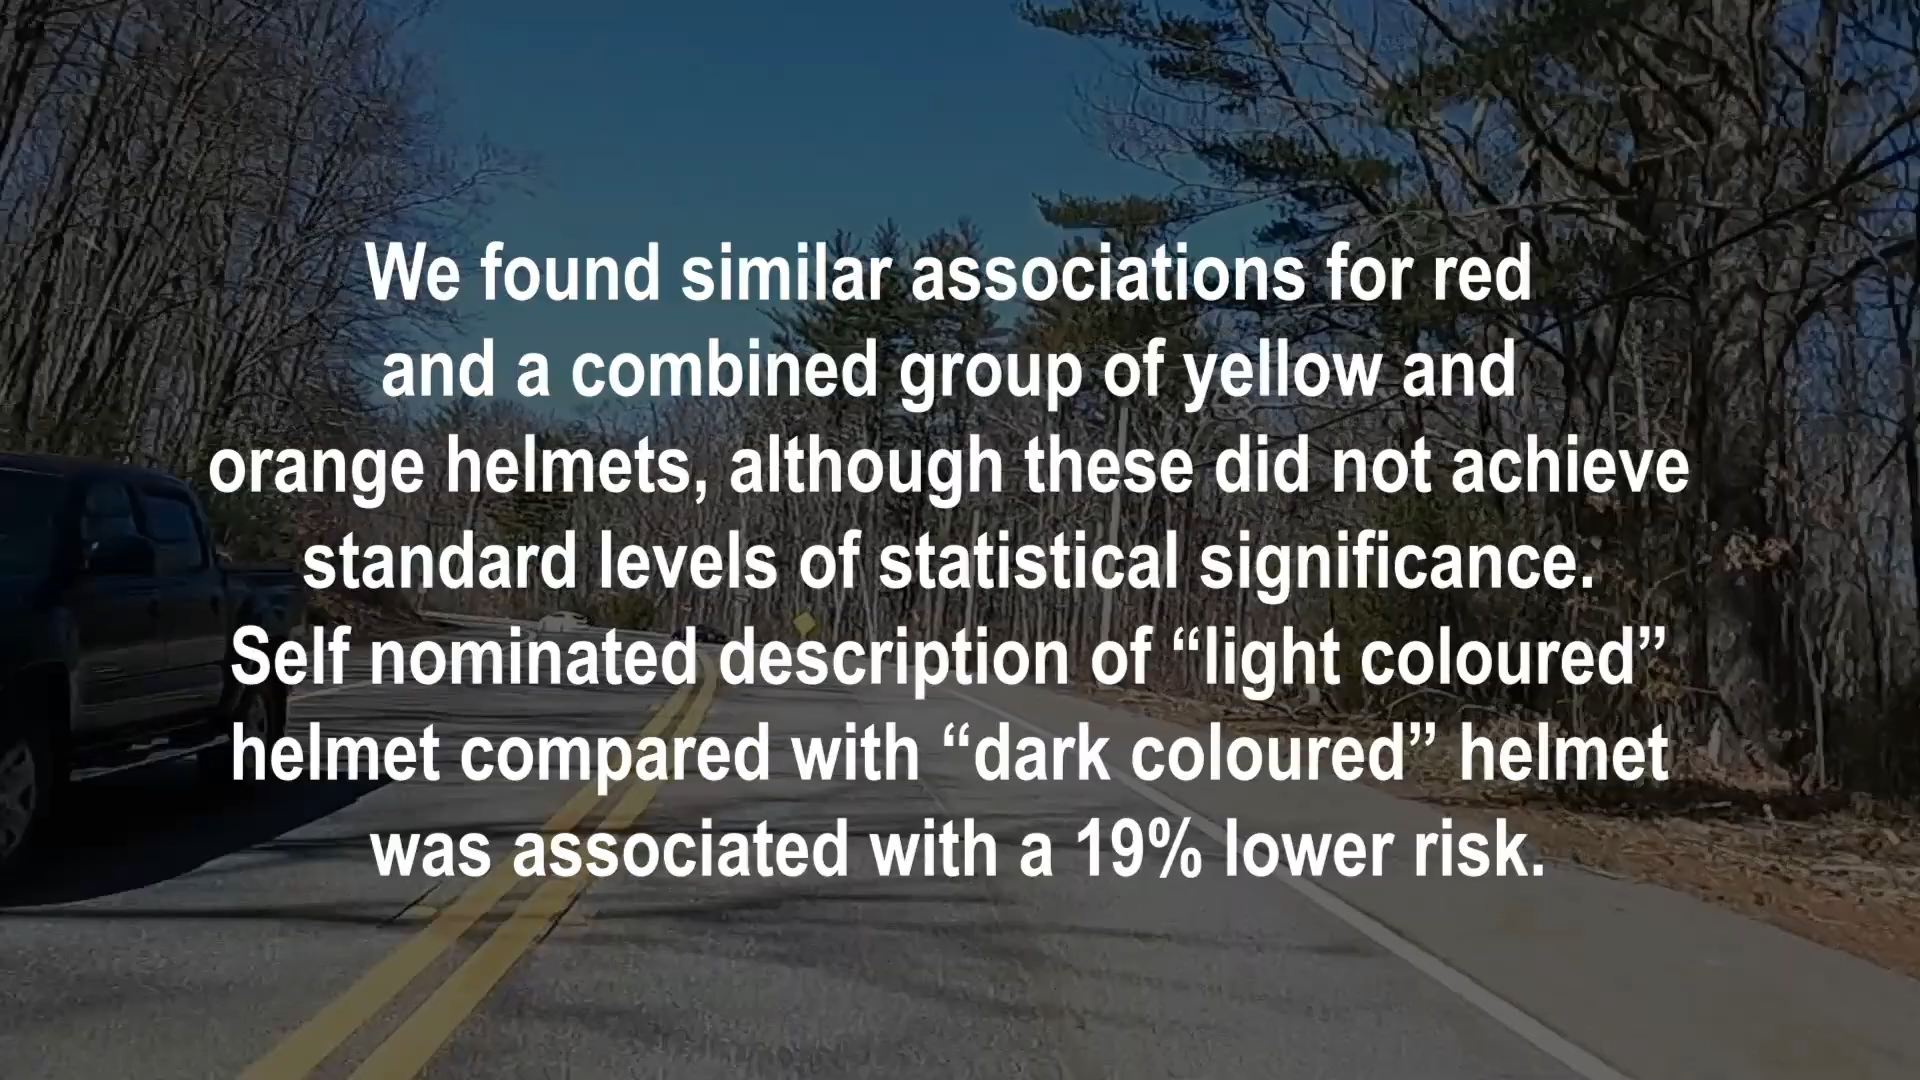 We found similar associations for red
and a combined group of yellow and
orange helmets, although these did not achieve
standard levels of statistical significance.
Self nominated description of “light coloured”
helmet compared with “dark coloured” helmet
was associated with a 19% lower risk.